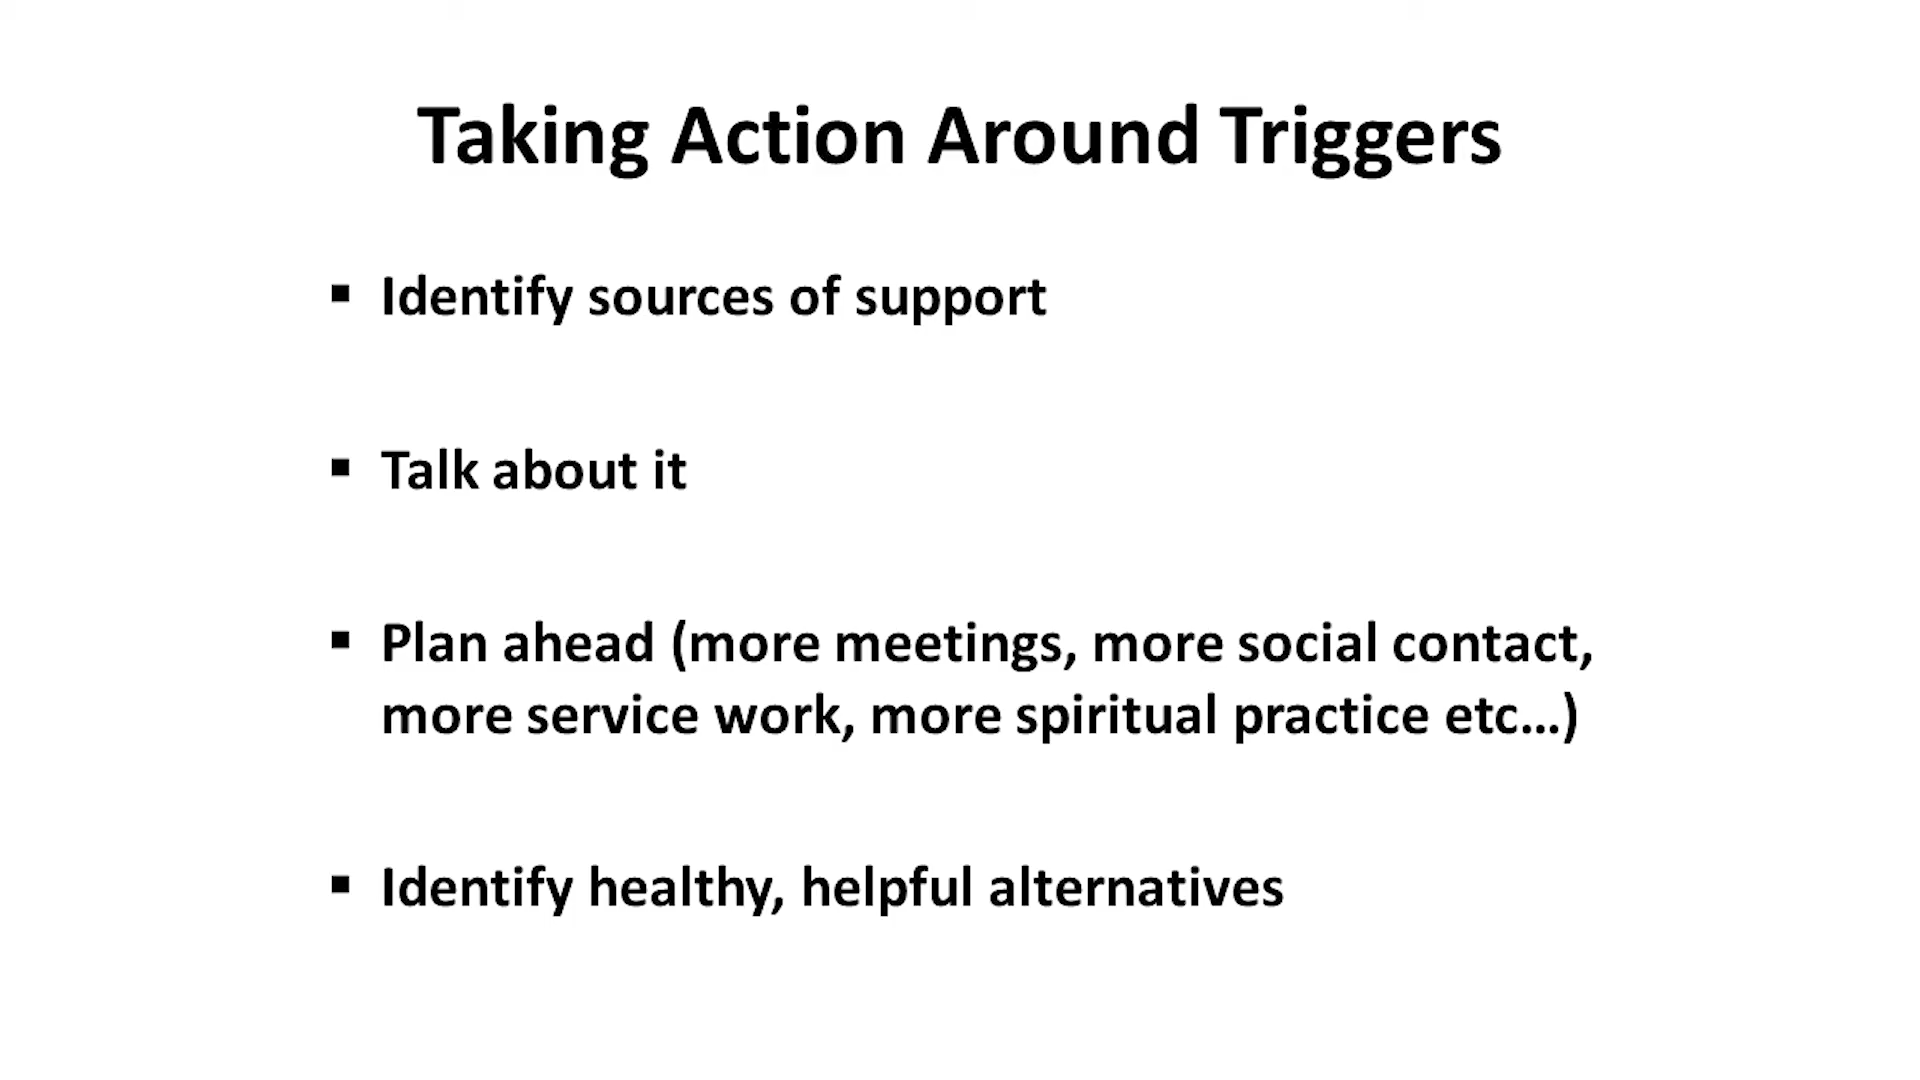 Taking Action Around Triggers
▪ Identify sources of support
▪ Talk about it
▪ Plan ahead (more meetings, more social contact,
more service work, more spiritual practice etc...)
▪ Identify healthy, helpful alternatives